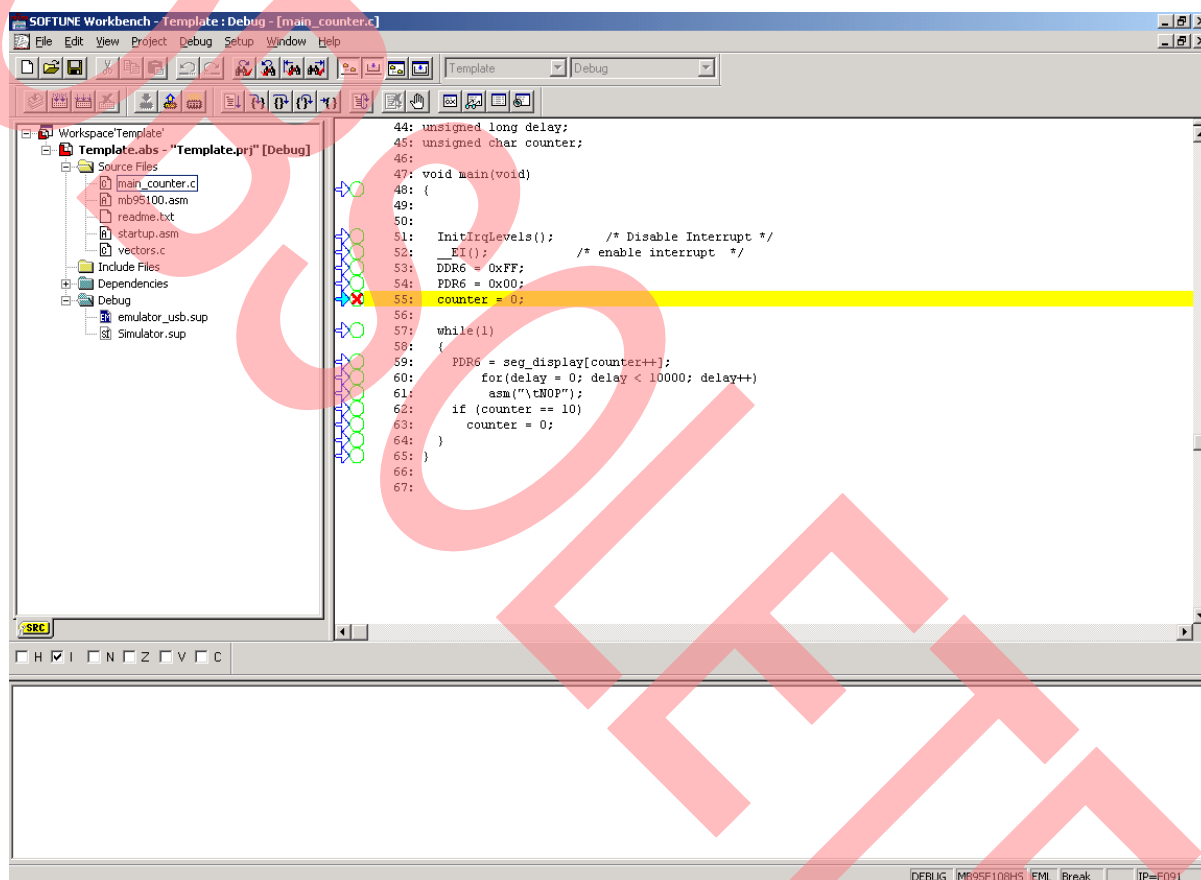 SOFTUNE Workbench - Template : Debug - [main_counter.c]
File Edit View Project Debug Setup Window Help
Template Debug
Workspace'Template'
Template.abs - "Template.prj" [Debug]
Source Files
main_counter.c
mb95100.asm
readme.txt
startup.asm
vectors.c
Include Files
Dependencies
Debug
emulator_usb.sup
Simulator.sup
SRC
44: unsigned long delay;
45: unsigned char counter;
46:
47: void main(void)
48: {
49:
50:
51: InitIrqLevels(); /* Disable Interrupt */
52: __EI(); /* enable interrupt */
53: DDR6 = 0xFF;
54: PDR6 = 0x00;
55: counter = 0;
56:
57: while(1)
58: {
59: PDR6 = seg_display[counter++];
60: for(delay = 0; delay < 10000; delay++)
61: asm("\tNOP");
62: if (counter == 10)
63: counter = 0;
64: }
65: }
66:
67:
H I N Z V C
DEBUG MB95F108HS EML Break IP=E091
OBSOLETE